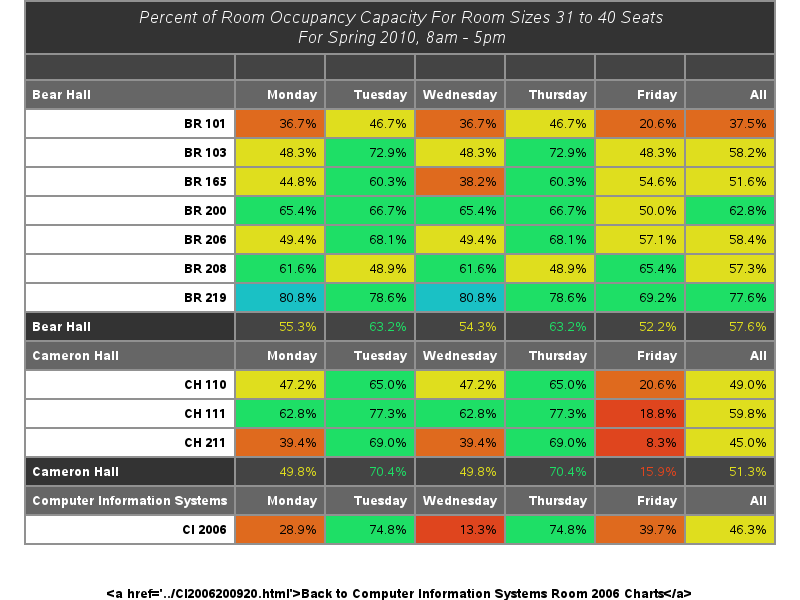 Percent of Room Occupancy Capacity For Room Sizes 31 to 40 Seats
For Spring 2010, 8am - 5pm
Bear Hall Monday Tuesday Wednesday Thursday Friday All
BR 101 36.7% 46.7% 36.7% 46.7% 20.6% 37.5%
BR 103 48.3% 72.9% 48.3% 72.9% 48.3% 58.2%
BR 165 44.8% 60.3% 38.2% 60.3% 54.6% 51.6%
BR 200 65.4% 66.7% 65.4% 66.7% 50.0% 62.8%
BR 206 49.4% 68.1% 49.4% 68.1% 57.1% 58.4%
BR 208 61.6% 48.9% 61.6% 48.9% 65.4% 57.3%
BR 219 80.8% 78.6% 80.8% 78.6% 69.2% 77.6%
Bear Hall 55.3% 63.2% 54.3% 63.2% 52.2% 57.6%
Cameron Hall Monday Tuesday Wednesday Thursday Friday All
CH 110 47.2% 65.0% 47.2% 65.0% 20.6% 49.0%
CH 111 62.8% 77.3% 62.8% 77.3% 18.8% 59.8%
CH 211 39.4% 69.0% 39.4% 69.0% 8.3% 45.0%
Cameron Hall 49.8% 70.4% 49.8% 70.4% 15.9% 51.3%
Computer Information Systems Monday Tuesday Wednesday Thursday Friday All
CI 2006 28.9% 74.8% 13.3% 74.8% 39.7% 46.3%
&lt;a href='../CI2006200920.html'&gt;Back to Computer Information Systems Room 2006 Charts&lt;/a&gt;